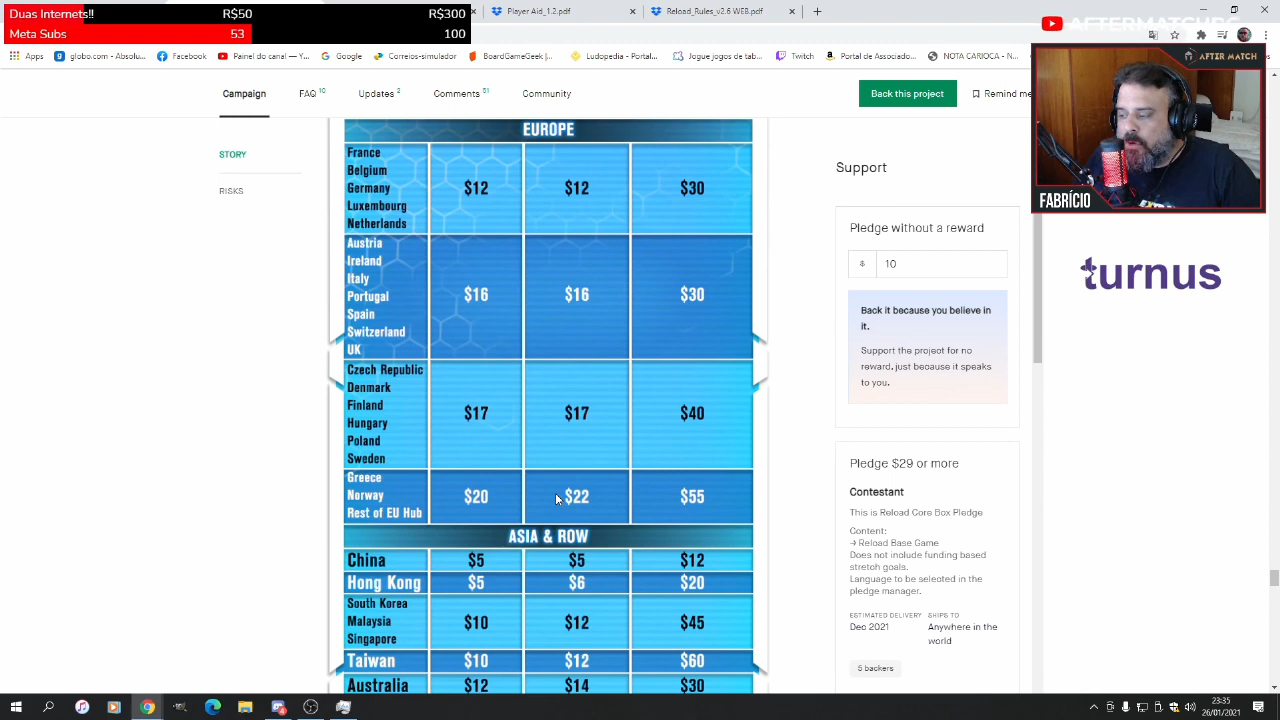 Duas Internets!! R$50 R$300
Meta Subs 53 100
Player-aid_1.2.pdf
Reload_Rules_2.6 WEB.pdf
AFTERMATCHBG
Apps
globo.com - Absolu...
Facebook
Painel do canal — Y...
Google
Correios-simulador
BoardGameGeek | G...
Ludopedia - Portal...
Jogue jogos de tab...
Twitch
Portal de Associado...
NOTA CARIOCA – N...
AFTER MATCH
FABRÍCIO
turnus
Campaign
FAQ 10
Updates 2
Comments 51
Community
Back this project
Remind me
STORY
RISKS
EUROPE
France
Belgium
Germany
Luxembourg
Netherlands
$12 $12 $30
Austria
Ireland
Italy
Portugal
Spain
Switzerland
UK
$16 $16 $30
Czech Republic
Denmark
Finland
Hungary
Poland
Sweden
$17 $17 $40
Greece
Norway
Rest of EU Hub
$20 $22 $55
ASIA & ROW
China $5 $5 $12
Hong Kong $5 $6 $20
South Korea
Malaysia
Singapore
$10 $12 $45
Taiwan $10 $12 $60
Australia $12 $14 $30
Support
Pledge without a reward
$ 10
Back it because you believe in
it.
Support the project for no
reward, just because it speaks
to you.
Pledge $29 or more
Contestant
This is Reload Core Box Pledge
Content:
→ Reload Base Game
Does not include funding based
stretch goals.
Language to be selected in the
pledge manager.
ESTIMATED DELIVERY SHIPS TO
Dec 2021 Anywhere in the
world
5 backers
4
23:35
26/01/2021